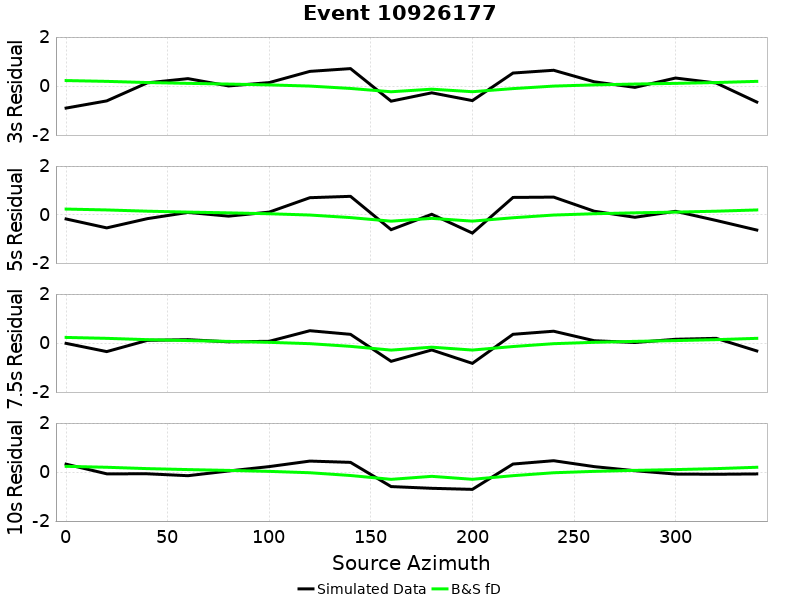 Event 10926177
3s Residual
2
0
-2
5s Residual
2
0
-2
7.5s Residual
2
0
-2
10s Residual
2
0
-2
0 50 100 150 200 250 300
Source Azimuth
Simulated Data B&S fD